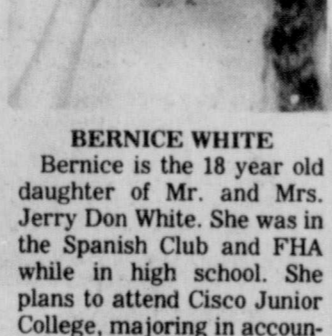 BERNICE WHITE
Bernice is the 18 year old
daughter of Mr. and Mrs.
Jerry Don White. She was in
the Spanish Club and FHA
while in high school. She
plans to attend Cisco Junior
College, majoring in accoun.